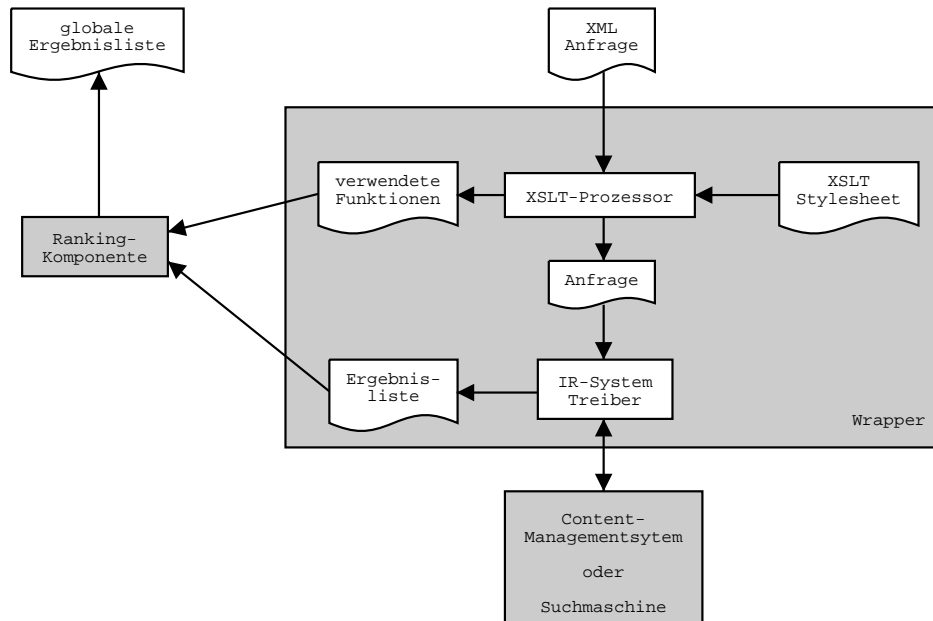 globale
Ergebnisliste
XML
Anfrage
verwendete
Funktionen
XSLT-Prozessor
XSLT
Stylesheet
Ranking-
Komponente
Anfrage
Ergebnis-
liste
IR-System
Treiber
Wrapper
Content-
Managementsytem
oder
Suchmaschine